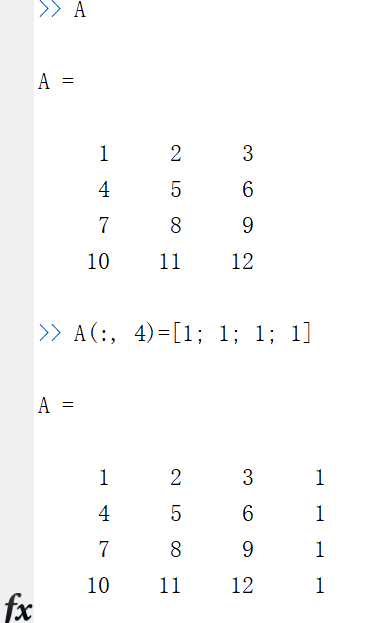 >> A
A =
1 2 3
4 5 6
7 8 9
10 11 12
>> A(:, 4)=[1; 1; 1; 1]
A =
1 2 3 1
4 5 6 1
7 8 9 1
10 11 12 1
fx